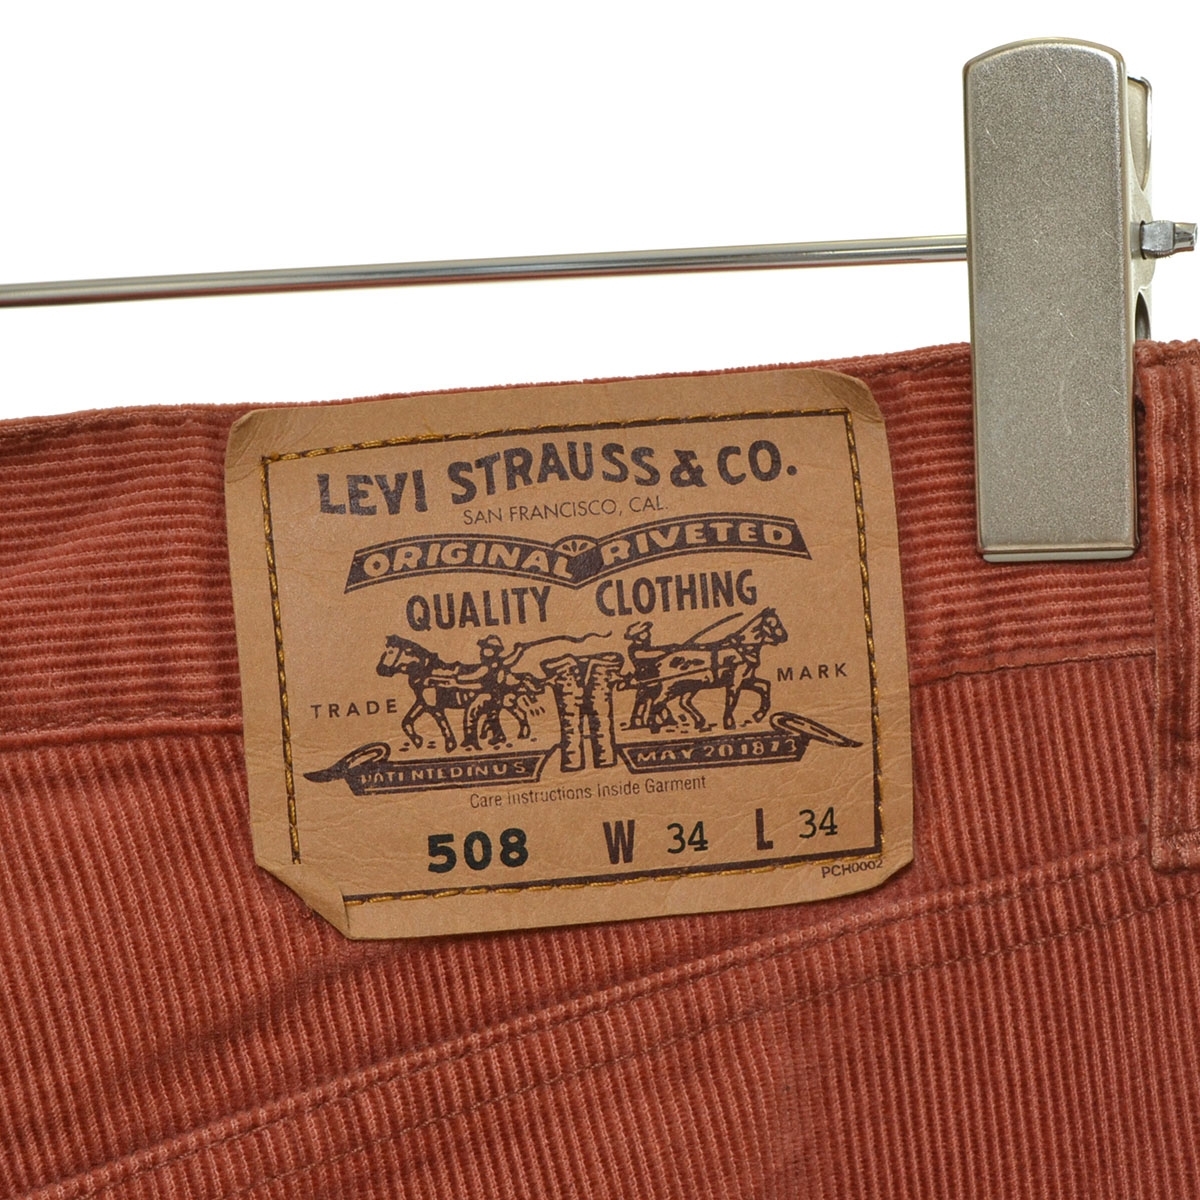 LEVI STRAUSS & CO.
SAN FRANCISCO, CAL.
ORIGINAL RIVETED
QUALITY CLOTHING
TRADE MARK
PATENTED IN U S MAY 20 1873
Care Instructions Inside Garment
508 W 34 L 34
PCH0002